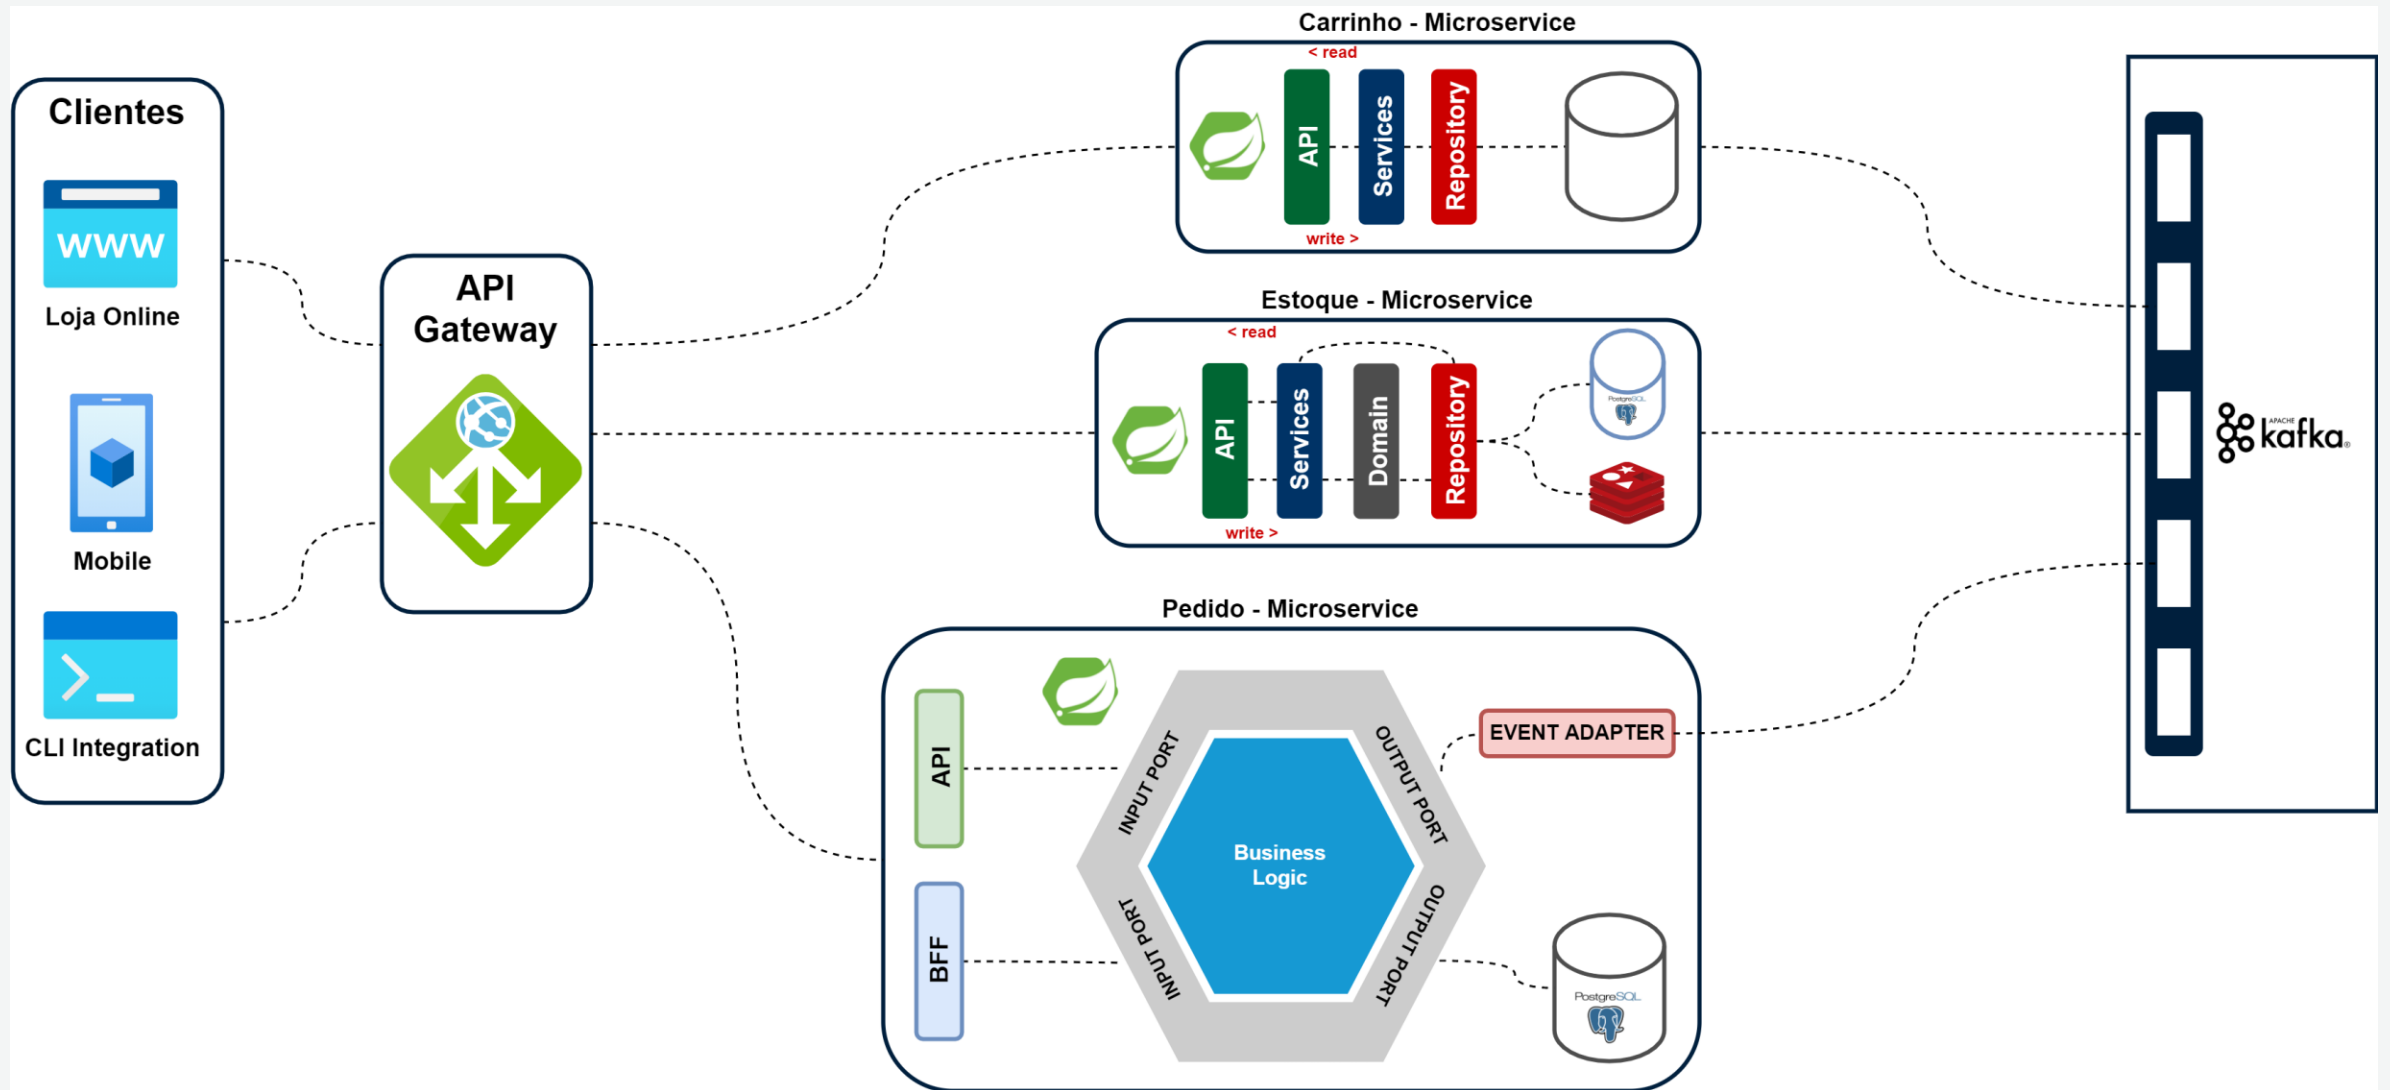 Clientes
WWW
Loja Online
Mobile
CLI Integration
API
Gateway
Carrinho - Microservice
< read
API
Services
Repository
write >
Estoque - Microservice
< read
API
Services
Domain
Repository
PostgreSQL
write >
Pedido - Microservice
API
BFF
INPUT PORT
INPUT PORT
Business
Logic
OUTPUT PORT
OUTPUT PORT
EVENT ADAPTER
PostgreSQL
APACHE
kafka